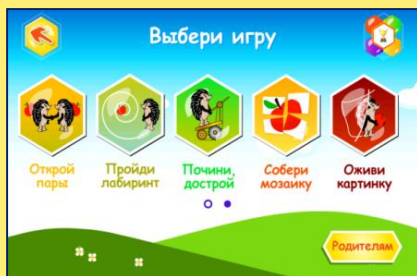 Выбери игру
Открой
пары
Пройди
лабиринт
Почини,
дострой
Собери
мозаику
Оживи
картинку
Родителям